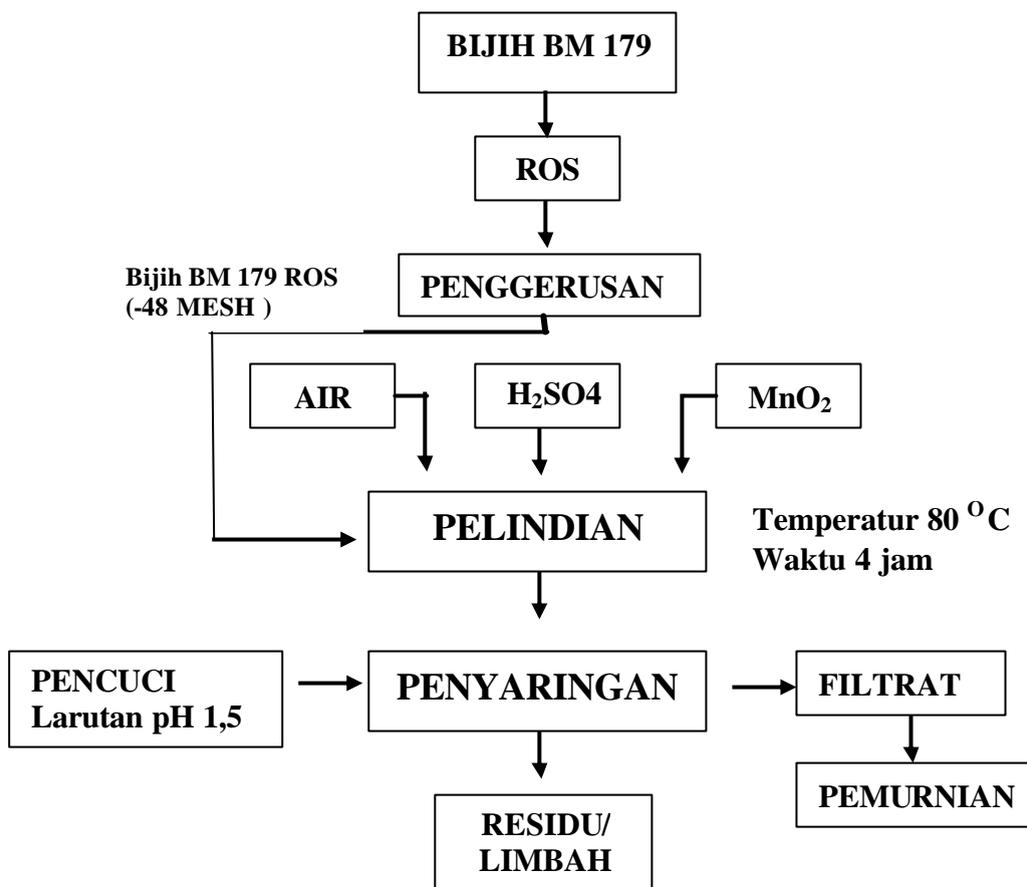 BIJIH BM 179
ROS
Bijih BM 179 ROS
(-48 MESH )
PENGGERUSAN
AIR
H₂SO4
MnO₂
PELINDIAN
Temperatur 80 ᴼC
Waktu 4 jam
PENCUCI
Larutan pH 1,5
PENYARINGAN
FILTRAT
PEMURNIAN
RESIDU/
LIMBAH